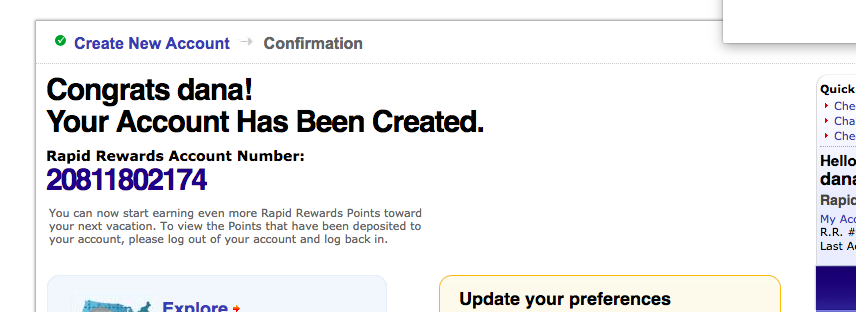 Create New Account → Confirmation
Congrats dana!
Your Account Has Been Created.
Rapid Rewards Account Number:
20811802174
You can now start earning even more Rapid Rewards Points toward
your next vacation. To view the Points that have been deposited to
your account, please log out of your account and log back in.
Explore
Update your preferences
Quick
Che
Cha
Che
Hello
dana
Rapid
My Acc
R.R. #
Last A